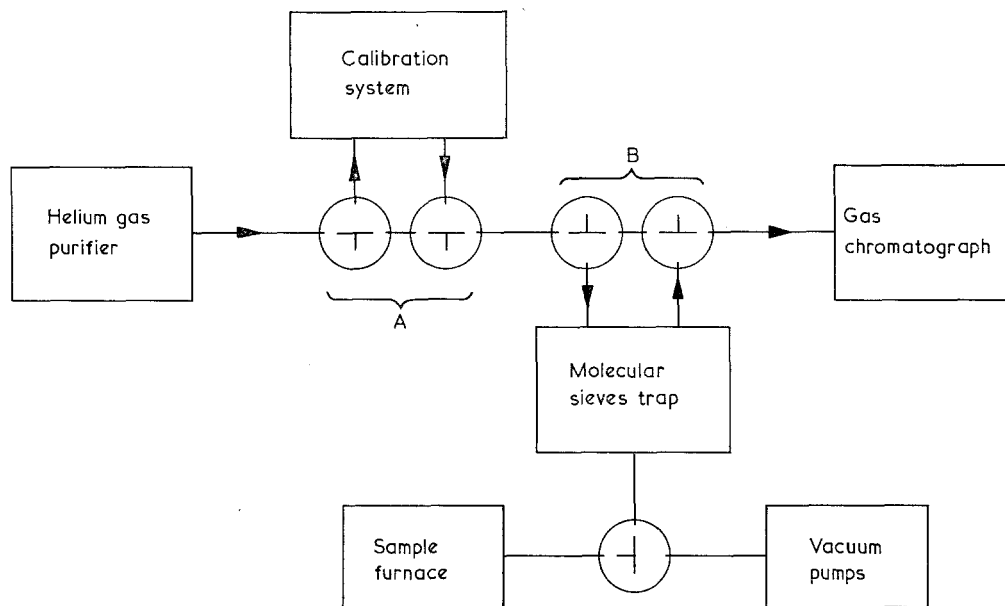 Calibration
system
B
Helium gas
purifier
Gas
chromatograph
A
Molecular
sieves trap
Sample
furnace
Vacuum
pumps